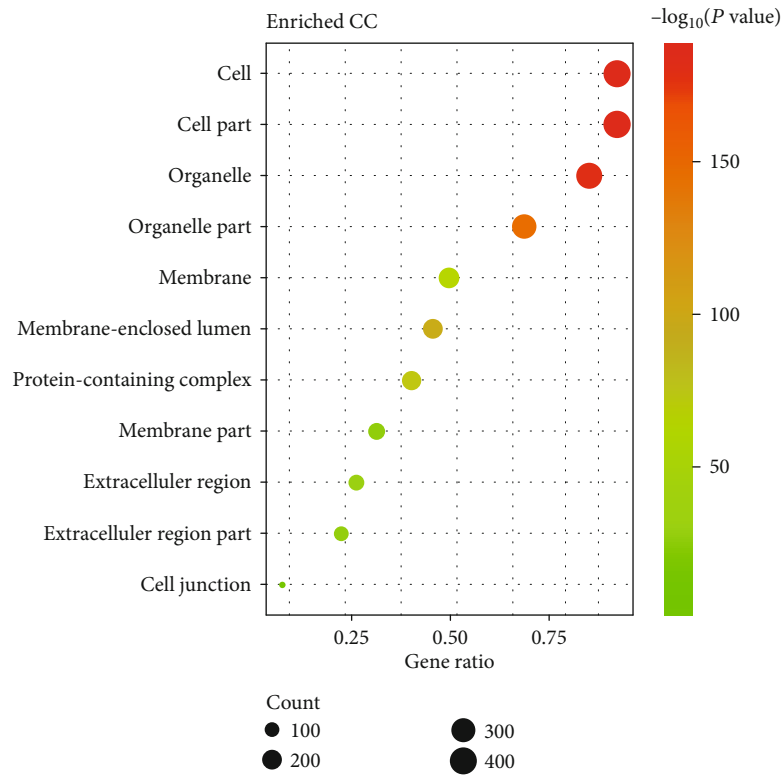 Enriched CC
–log10(P value)
Cell
Cell part
Organelle
Organelle part
Membrane
Membrane-enclosed lumen
Protein-containing complex
Membrane part
Extracelluler region
Extracelluler region part
Cell junction
150
100
50
0.25 0.50 0.75
Gene ratio
Count
100 300
200 400